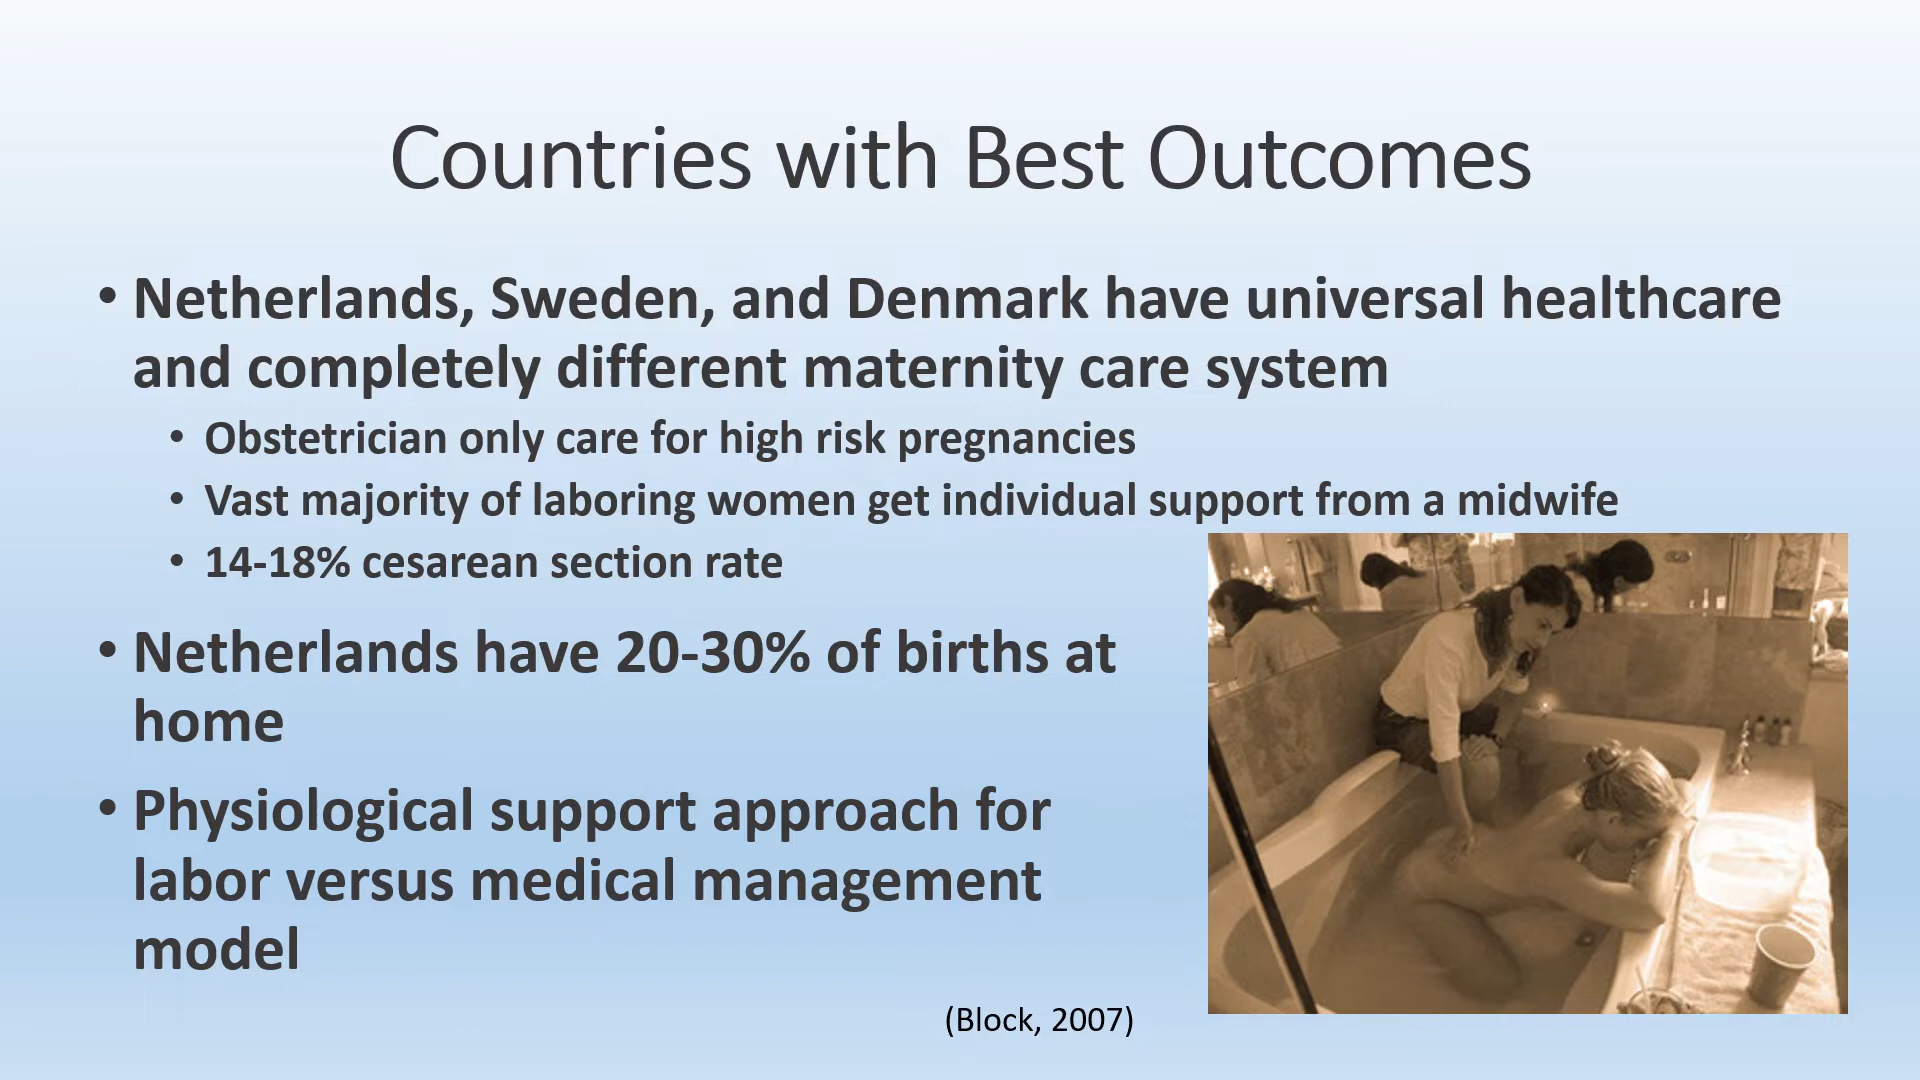 Countries with Best Outcomes
• Netherlands, Sweden, and Denmark have universal healthcare
and completely different maternity care system
• Obstetrician only care for high risk pregnancies
• Vast majority of laboring women get individual support from a midwife
• 14-18% cesarean section rate
• Netherlands have 20-30% of births at
home
• Physiological support approach for
labor versus medical management
model
(Block, 2007)